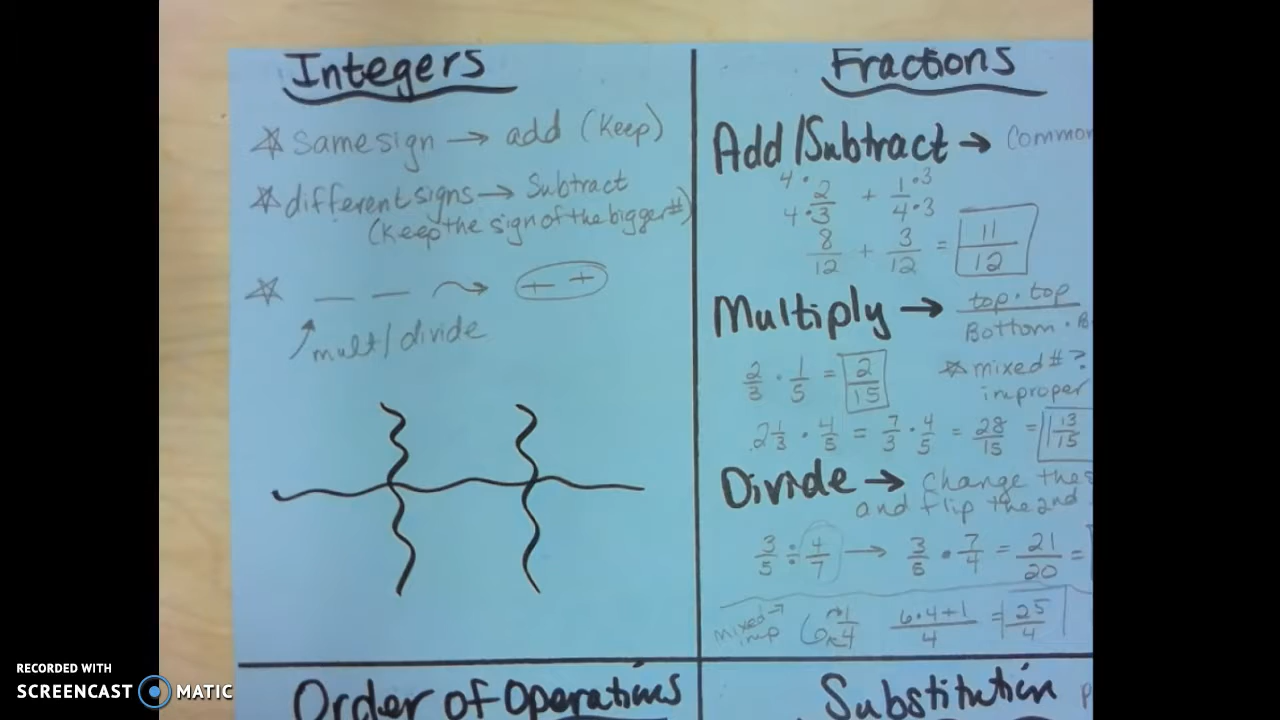 Integers
☆ same sign → add (Keep)
☆ different signs → Subtract
(Keep the sign of the bigger #)
☆ — — → + +
↑ mult/divide
Fractions
Add/Subtract → Common
4 · 2/3 · 4 + 1/4 · 3 · 3
8/12 + 3/12 = 11/12
Multiply → top · top
Bottom · B
2/3 · 1/5 = 2/15
☆ mixed #?
improper
2 1/3 · 4/5 = 7/3 · 4/5 = 28/15 = 1 13/15
Divide → change the
and flip the 2nd
3/5 ÷ 4/7 → 3/5 · 7/4 = 21/20 =
mixed → imp 6 1/4 6·4+1/4 = 25/4
Order of Operations
Substitution
RECORDED WITH
SCREENCAST O MATIC